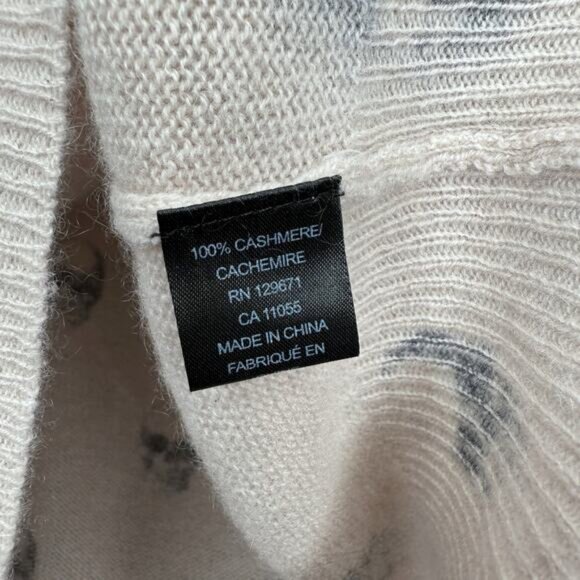 100% CASHMERE/
CACHEMIRE
RN 129671
CA 11055
MADE IN CHINA
FABRIQUÉ EN